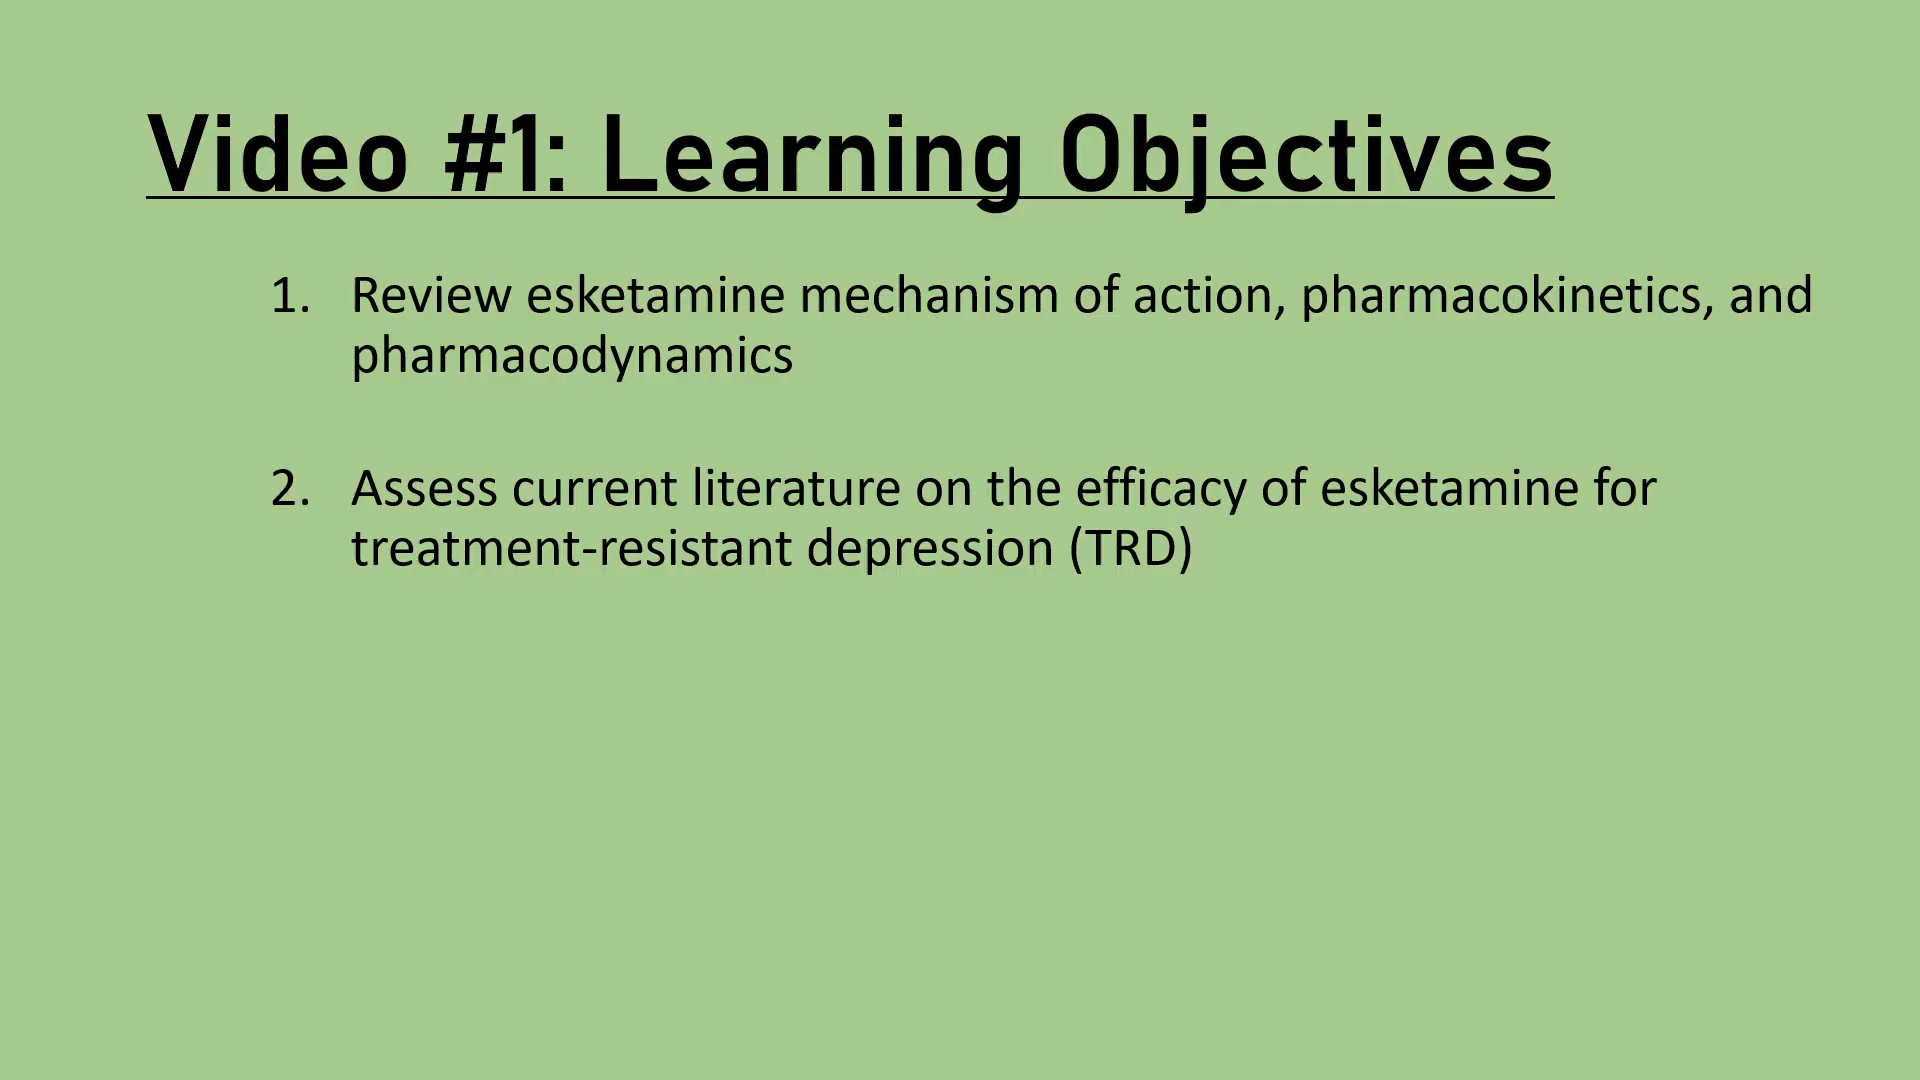 Video #1: Learning Objectives
1. Review esketamine mechanism of action, pharmacokinetics, and
pharmacodynamics
2. Assess current literature on the efficacy of esketamine for
treatment-resistant depression (TRD)